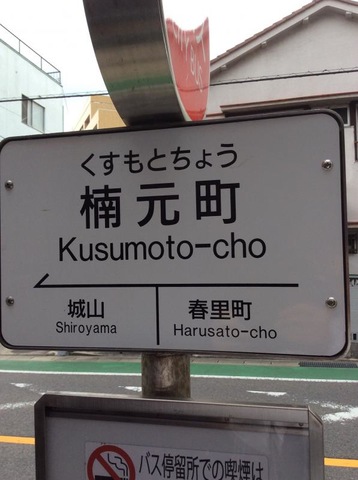 くすもとちょう
楠元町
Kusumoto-cho
城山
Shiroyama
春里町
Harusato-cho
バス停留所での喫煙は